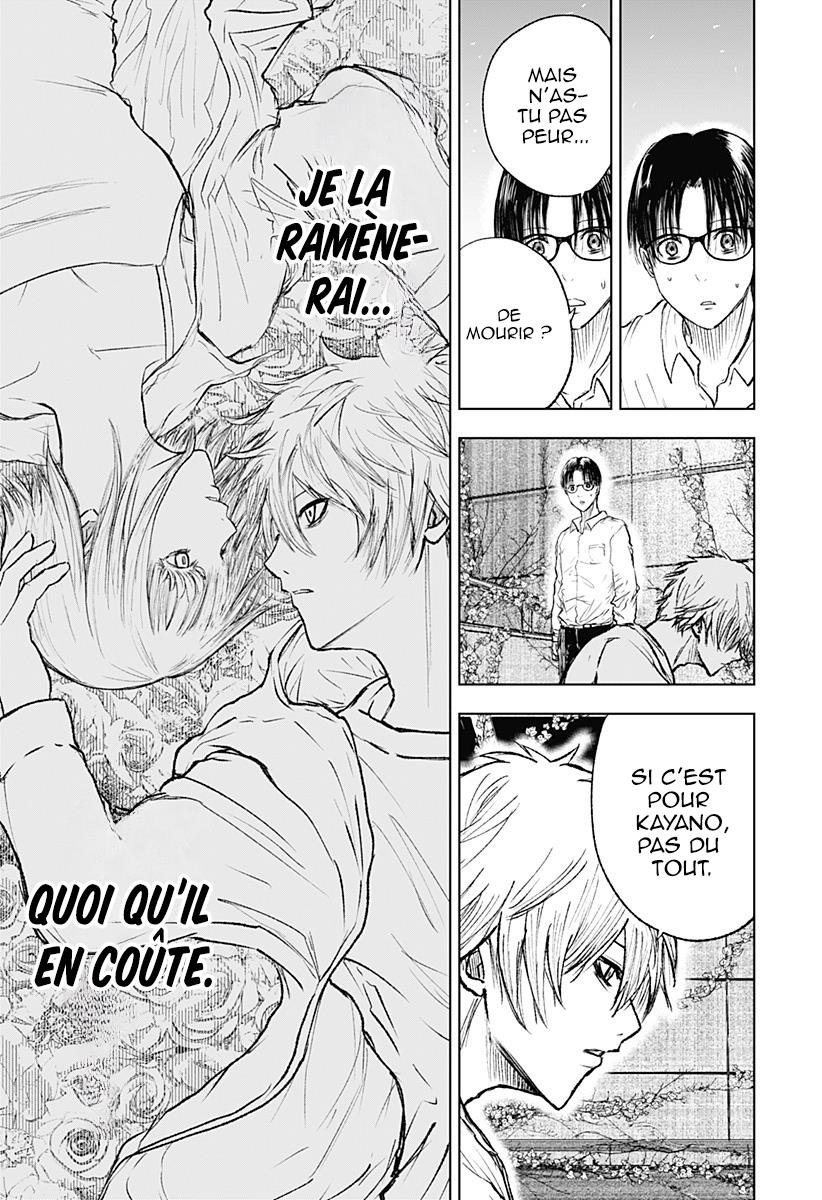 MAIS
N'AS-
TU PAS
PEUR...
DE
MOURIR ?
SI C'EST
POUR
KAYANO,
PAS DU
TOUT.
JE LA
RAMÈNE-
RAI...
QUOI QU'IL
EN COÛTE.